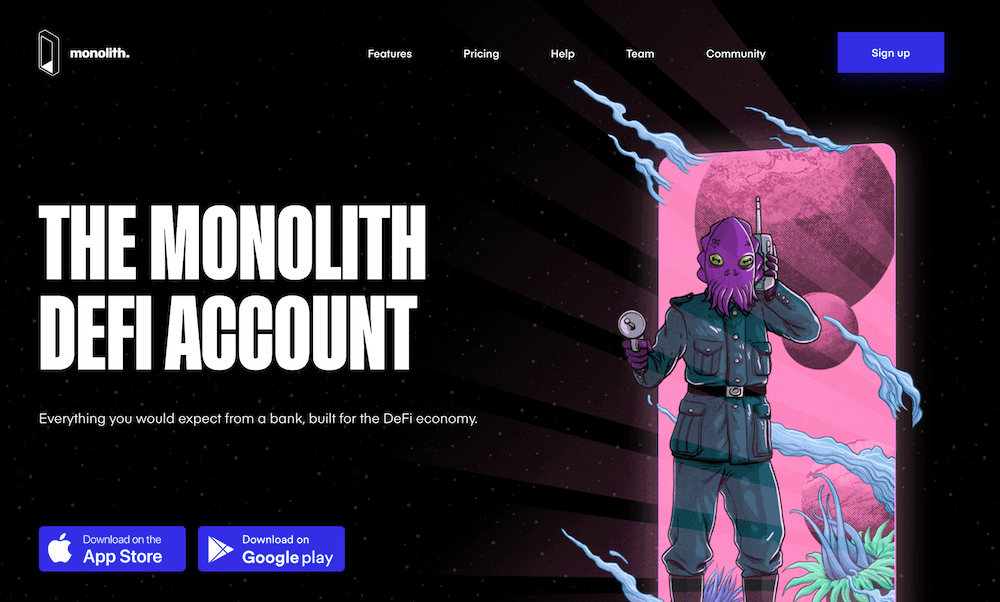 monolith.
Features
Pricing
Help
Team
Community
Sign up
THE MONOLITH
DEFI ACCOUNT
Everything you would expect from a bank, built for the DeFi economy.
Download on the
App Store
Download on
Google play